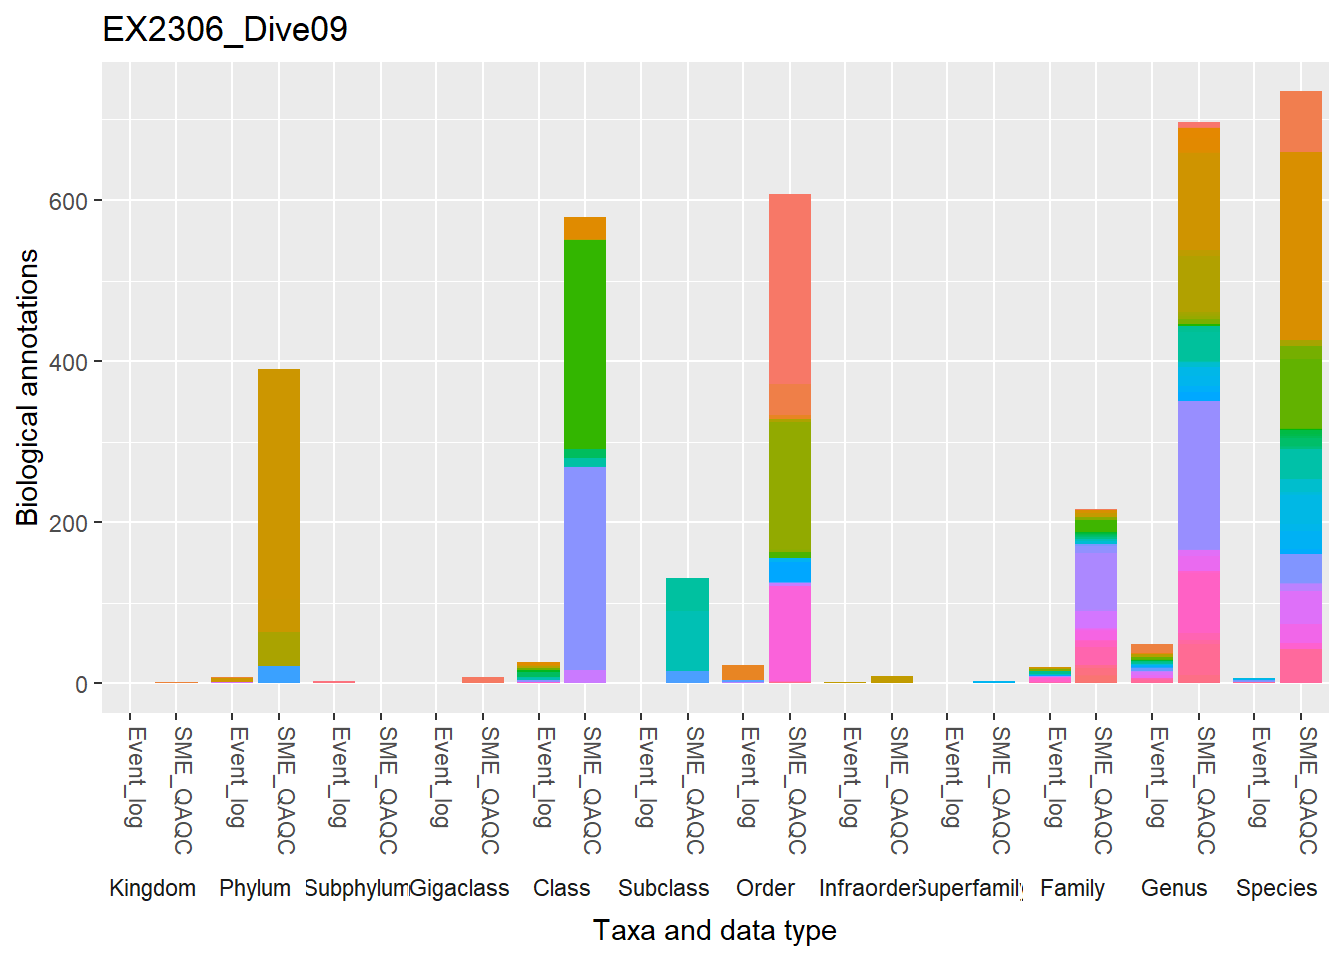 EX2306_Dive09
Biological annotations
600
400
200
0
Event_log SME_QAQC Event_log SME_QAQC Event_log SME_QAQC Event_log SME_QAQC Event_log SME_QAQC Event_log SME_QAQC Event_log SME_QAQC Event_log SME_QAQC Event_log SME_QAQC Event_log SME_QAQC Event_log SME_QAQC Event_log SME_QAQC
Kingdom Phylum Subphylum Gigaclass Class Subclass Order Infraorder Superfamily Family Genus Species
Taxa and data type